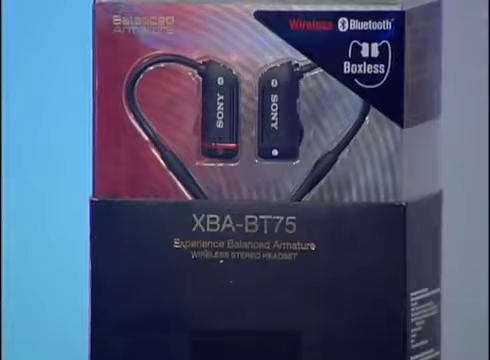 Balanced
Armature
Wireless Bluetooth®
Boxless
SONY
SONY
XBA-BT75
Experience Balanced Armature
WIRELESS STEREO HEADSET